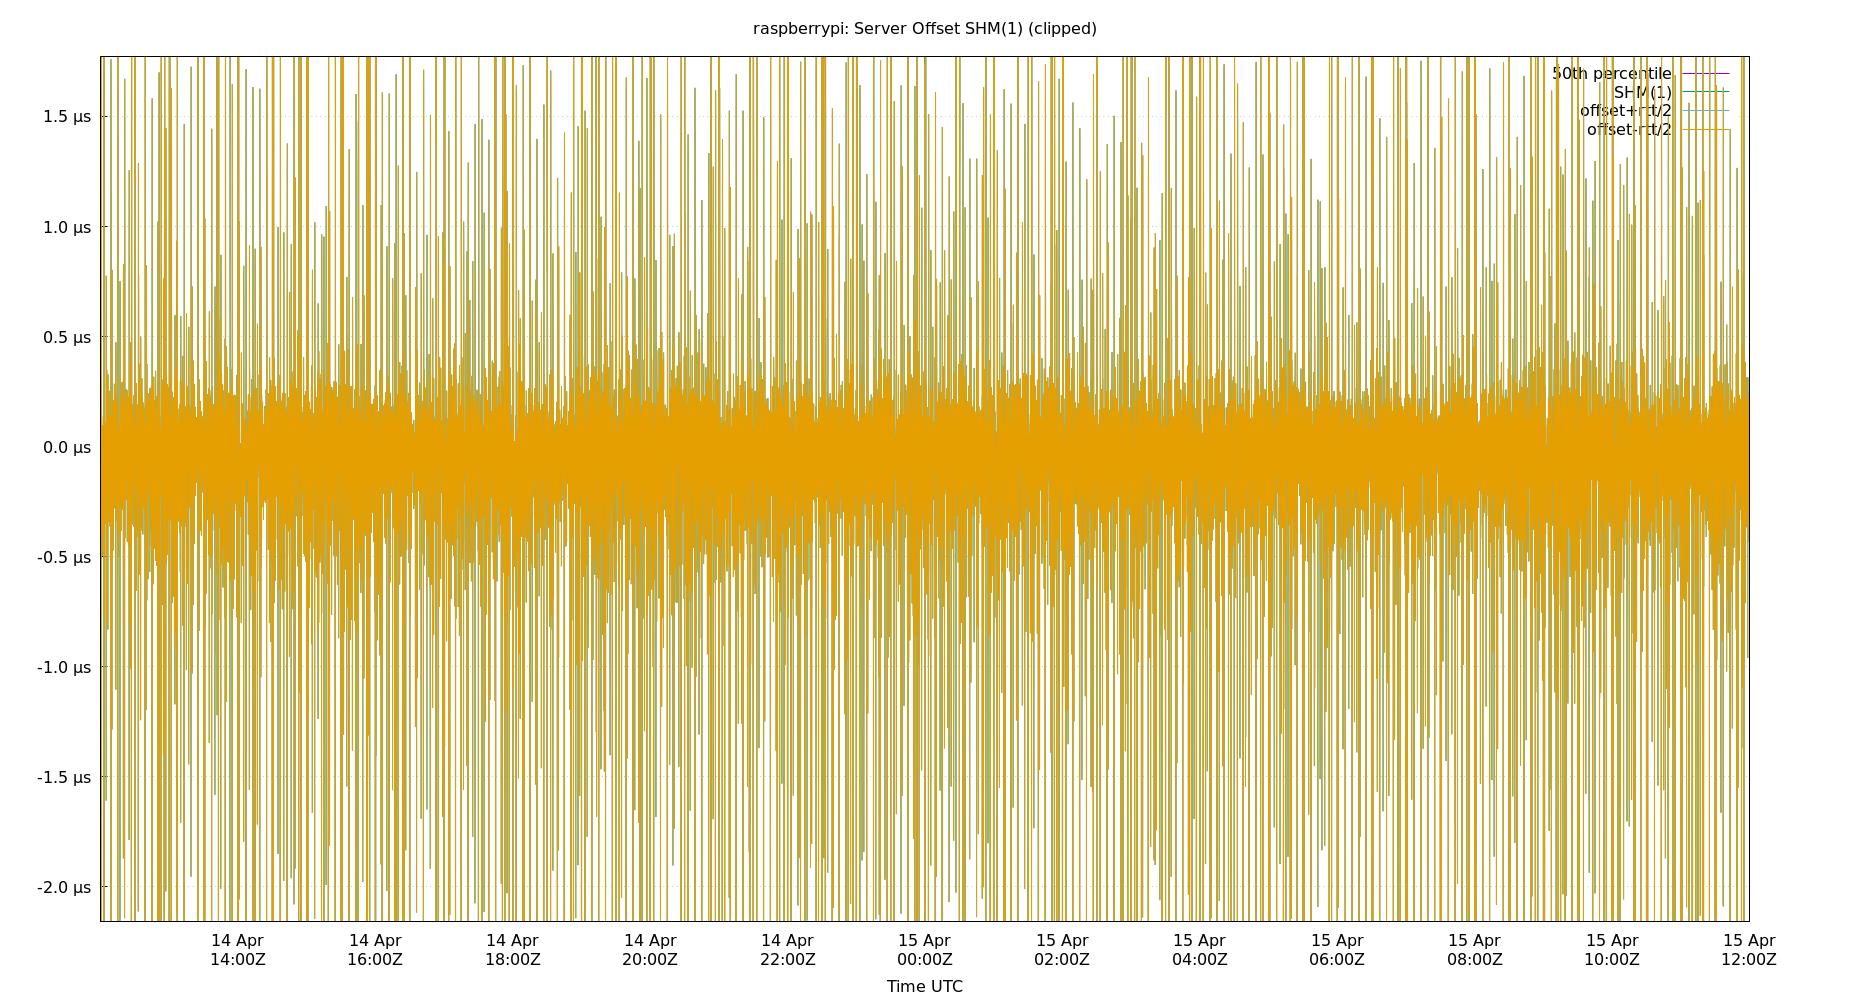 raspberrypi: Server Offset SHM(1) (clipped)
50th percentile
SHM(1)
offset+rtt/2
offset-rtt/2
1.5 µs
1.0 µs
0.5 µs
0.0 µs
-0.5 µs
-1.0 µs
-1.5 µs
-2.0 µs
14 Apr 14 Apr 14 Apr 14 Apr 14 Apr 15 Apr 15 Apr 15 Apr 15 Apr 15 Apr 15 Apr 15 Apr
14:00Z 16:00Z 18:00Z 20:00Z 22:00Z 00:00Z 02:00Z 04:00Z 06:00Z 08:00Z 10:00Z 12:00Z
Time UTC